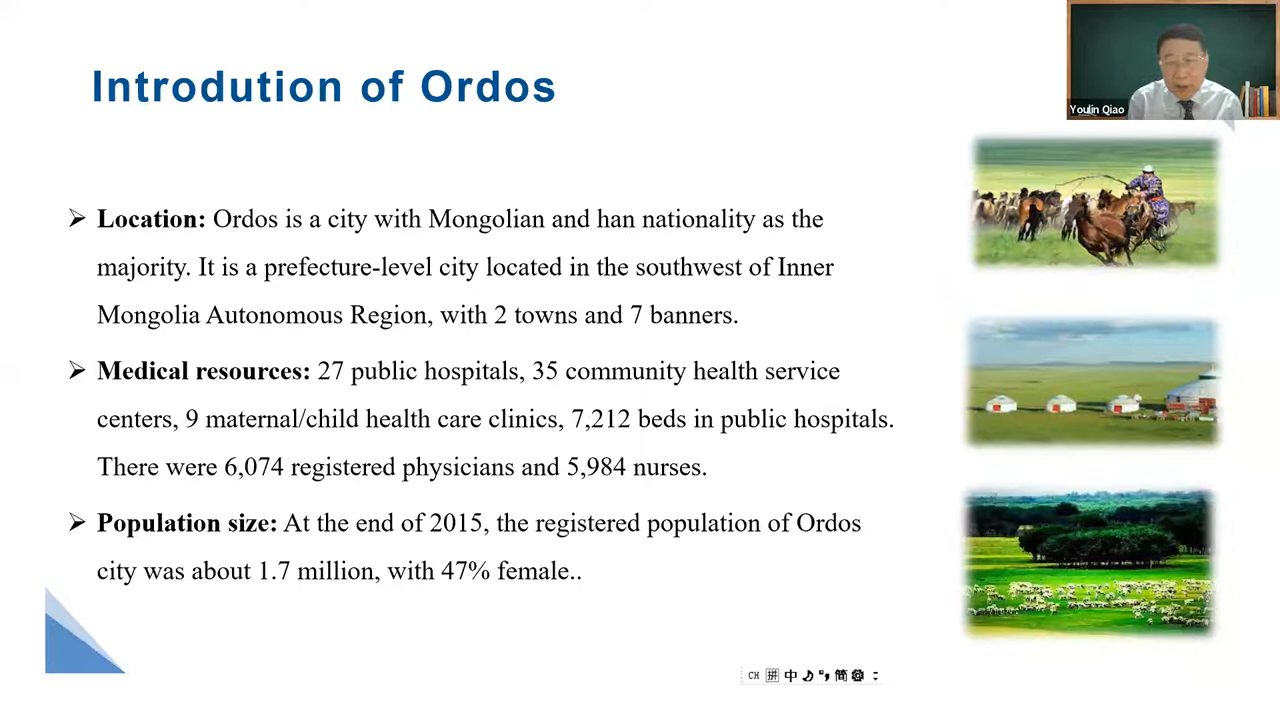 Introdution of Ordos
Youlin Qiao
➢ Location: Ordos is a city with Mongolian and han nationality as the
majority. It is a prefecture-level city located in the southwest of Inner
Mongolia Autonomous Region, with 2 towns and 7 banners.
➢ Medical resources: 27 public hospitals, 35 community health service
centers, 9 maternal/child health care clinics, 7,212 beds in public hospitals.
There were 6,074 registered physicians and 5,984 nurses.
➢ Population size: At the end of 2015, the registered population of Ordos
city was about 1.7 million, with 47% female..
CH 拼 中 简